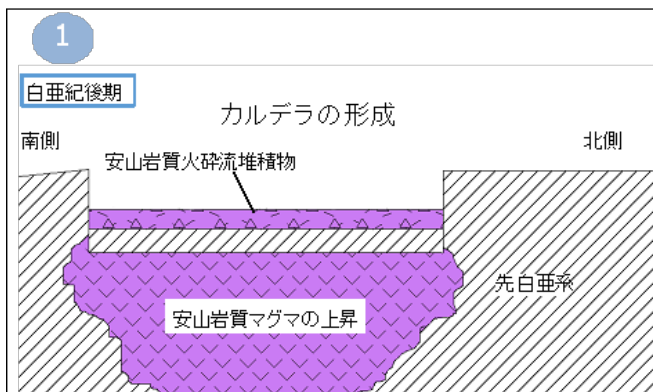 1
白亜紀後期
カルデラの形成
南側
北側
安山岩質火砕流堆積物
先白亜系
安山岩質マグマの上昇